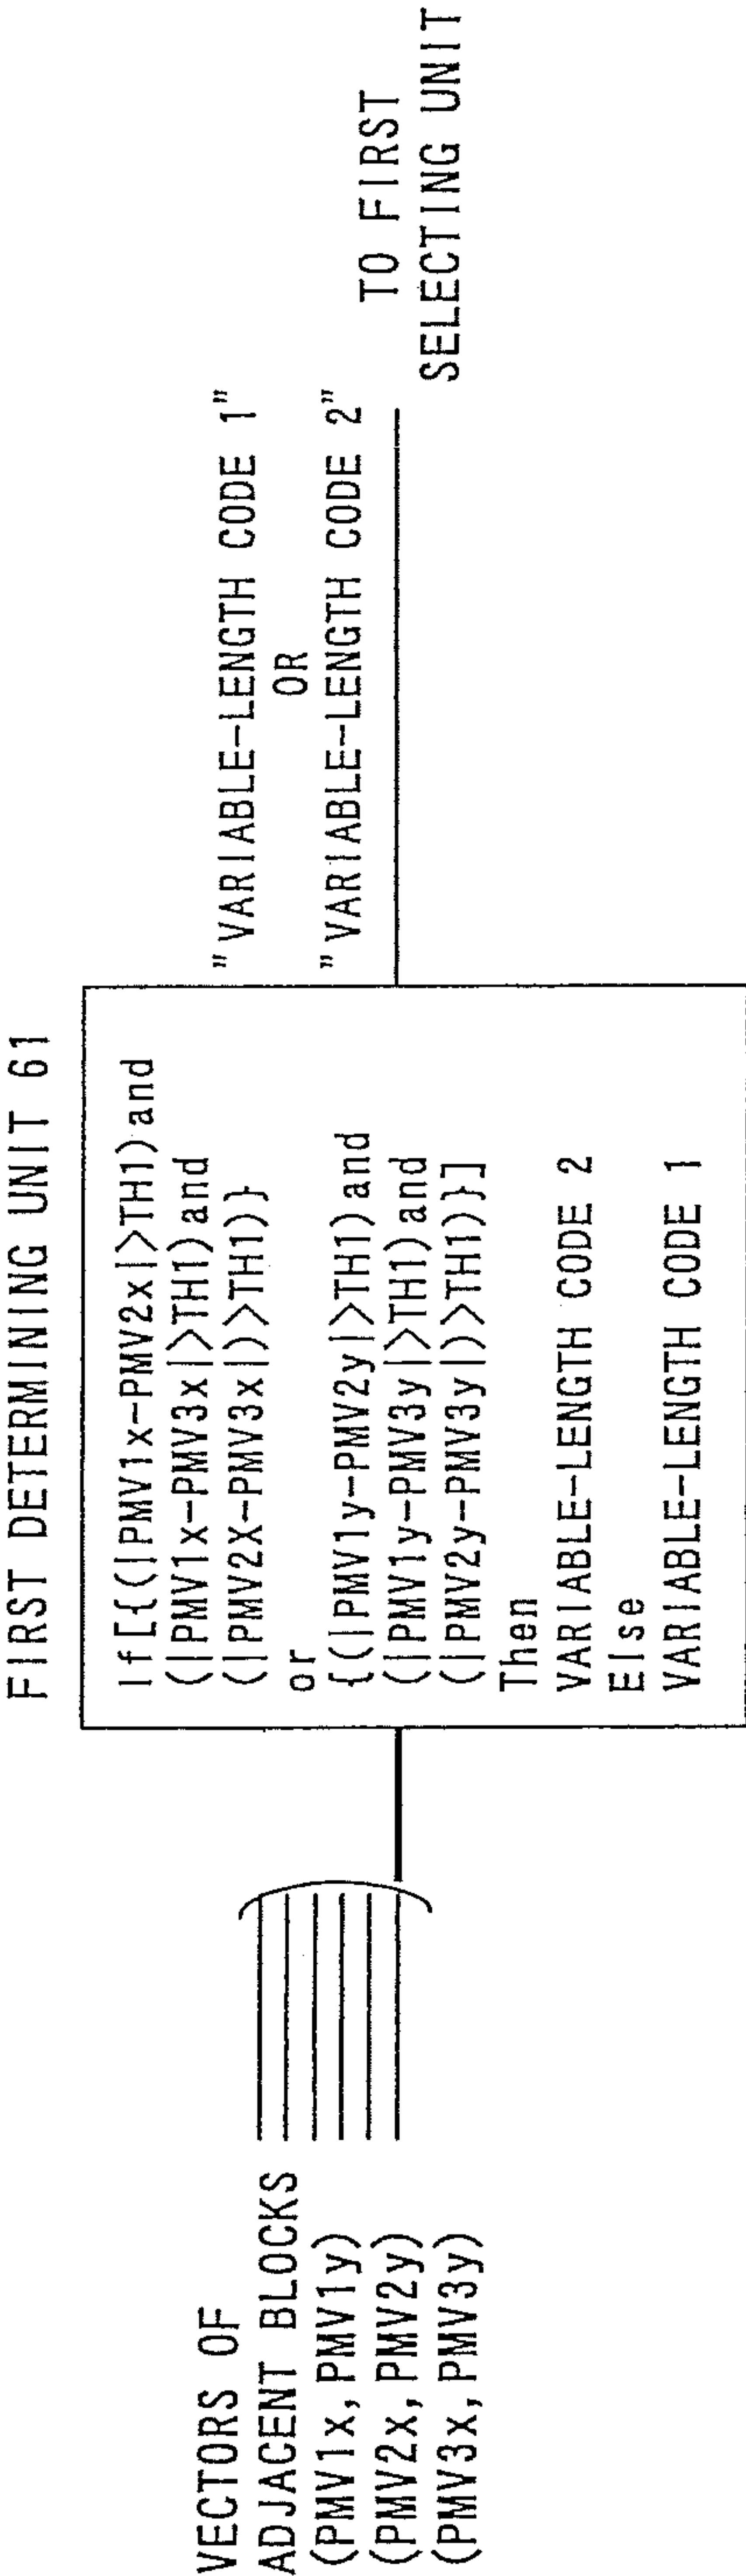 FIRST DETERMINING UNIT 61
VECTORS OF
ADJACENT BLOCKS
(PMV1x, PMV1y)
(PMV2x, PMV2y)
(PMV3x, PMV3y)
If[{(|PMV1x-PMV2x|>TH1)and
(|PMV1x-PMV3x|>TH1)and
(|PMV2X-PMV3x|)>TH1)}
or
{(|PMV1y-PMV2y|>TH1)and
(|PMV1y-PMV3y|>TH1)and
(|PMV2y-PMV3y|)>TH1)}]
Then
VARIABLE-LENGTH CODE 2
Else
VARIABLE-LENGTH CODE 1
"VARIABLE-LENGTH CODE 1"
OR
"VARIABLE-LENGTH CODE 2"
TO FIRST
SELECTING UNIT